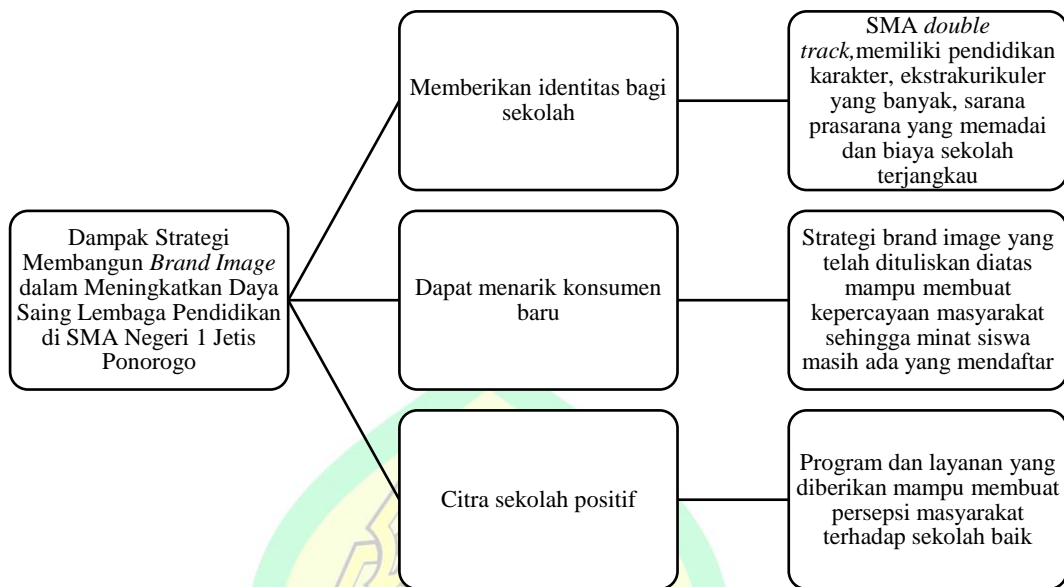 Dampak Strategi
Membangun Brand Image
dalam Meningkatkan Daya
Saing Lembaga Pendidikan
di SMA Negeri 1 Jetis
Ponorogo
Memberikan identitas bagi
sekolah
SMA double
track,memiliki pendidikan
karakter, ekstrakurikuler
yang banyak, sarana
prasarana yang memadai
dan biaya sekolah
terjangkau
Dapat menarik konsumen
baru
Strategi brand image yang
telah dituliskan diatas
mampu membuat
kepercayaan masyarakat
sehingga minat siswa
masih ada yang mendaftar
Citra sekolah positif
Program dan layanan yang
diberikan mampu membuat
persepsi masyarakat
terhadap sekolah baik